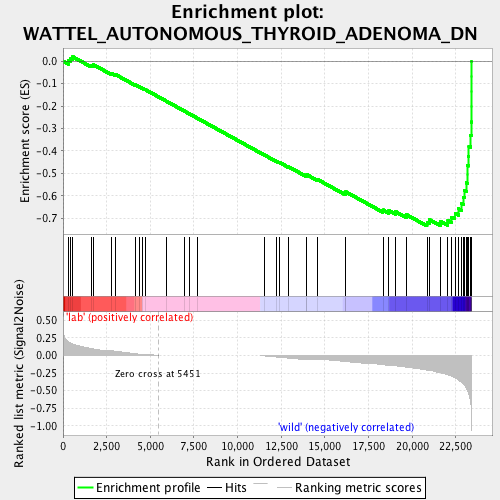 Enrichment plot:
WATTEL_AUTONOMOUS_THYROID_ADENOMA_DN
Enrichment score (ES)
0.0
-0.1
-0.2
-0.3
-0.4
-0.5
-0.6
-0.7
'lab' (positively correlated)
Ranked list metric (Signal2Noise)
0.50
0.25
0.00
-0.25
-0.50
-0.75
-1.00
Zero cross at 5451
'wild' (negatively correlated)
0 2,500 5,000 7,500 10,000 12,500 15,000 17,500 20,000 22,500
Rank in Ordered Dataset
Enrichment profile Hits Ranking metric scores